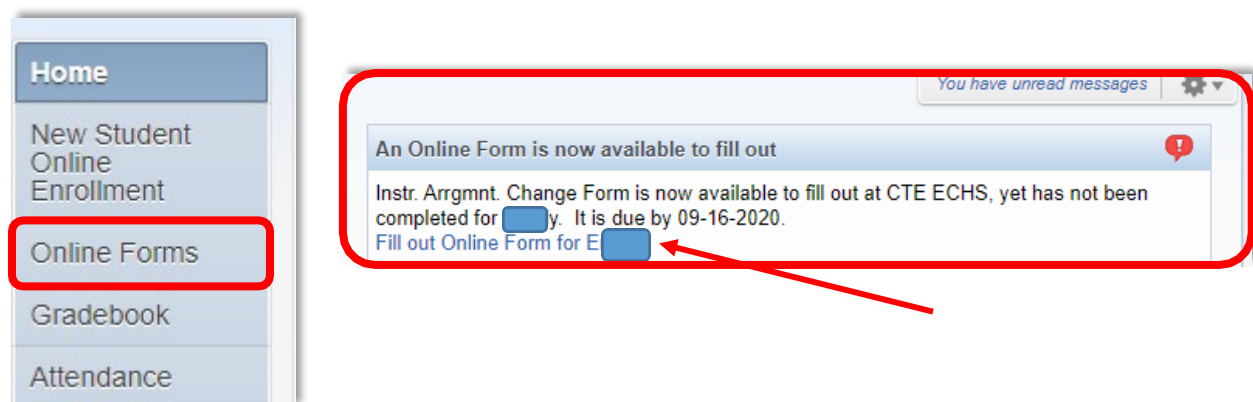 Home
New Student
Online
Enrollment
Online Forms
Gradebook
Attendance
You have unread messages
An Online Form is now available to fill out
Instr. Arrgmnt. Change Form is now available to fill out at CTE ECHS, yet has not been
completed for y. It is due by 09-16-2020.
Fill out Online Form for E